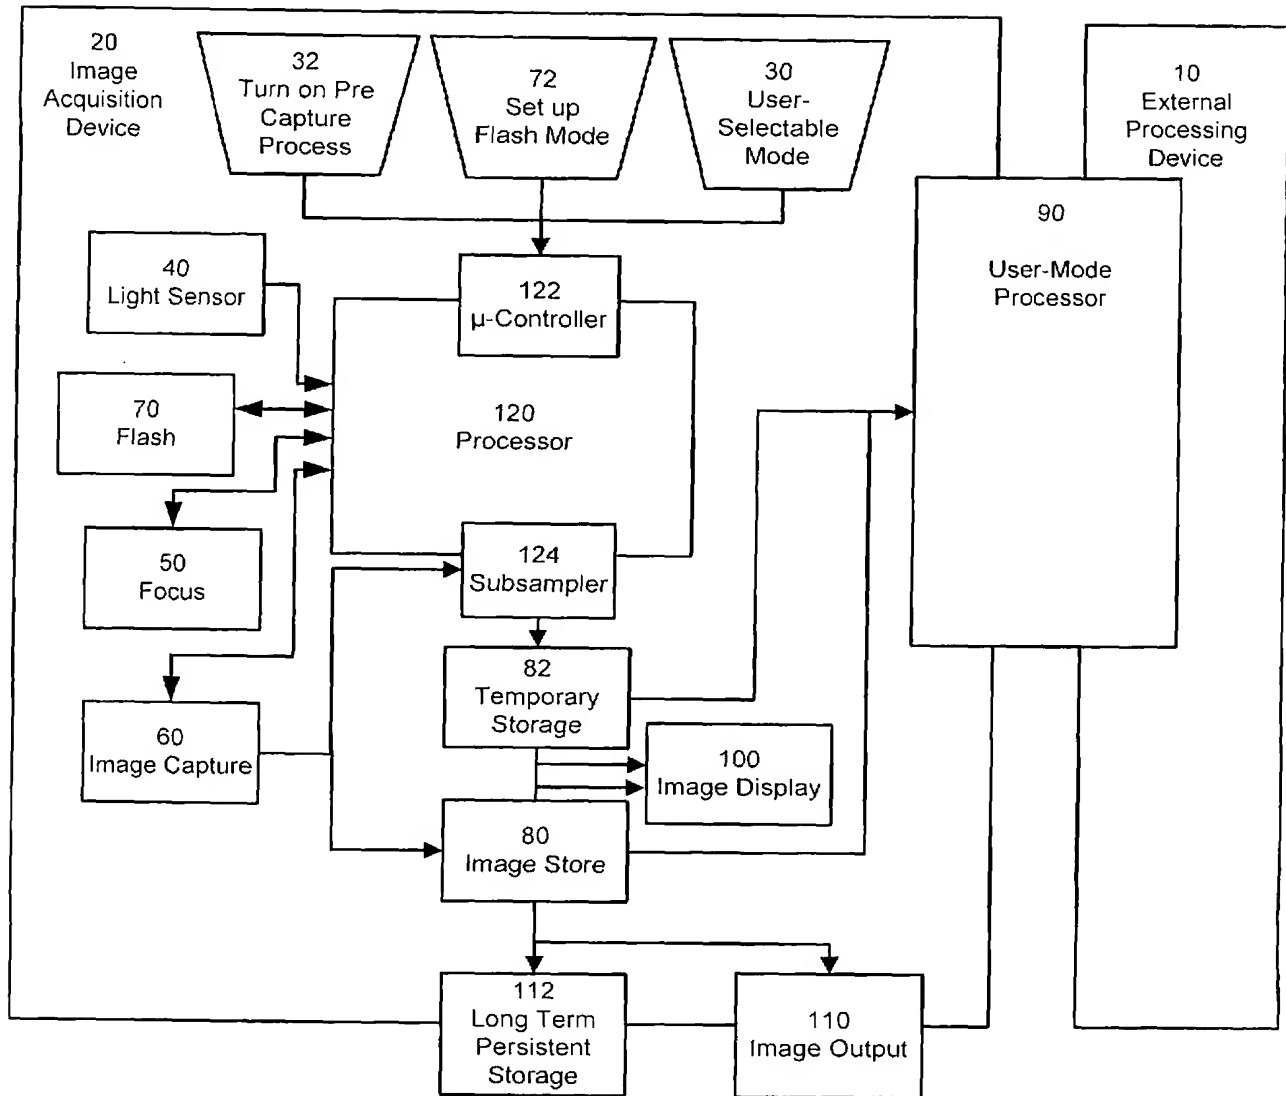 20
Image
Acquisition
Device
32
Turn on Pre
Capture
Process
72
Set up
Flash Mode
30
User-
Selectable
Mode
10
External
Processing
Device
90
User-Mode
Processor
40
Light Sensor
122
µ-Controller
70
Flash
120
Processor
50
Focus
124
Subsampler
82
Temporary
Storage
60
Image Capture
100
Image Display
80
Image Store
112
Long Term
Persistent
Storage
110
Image Output